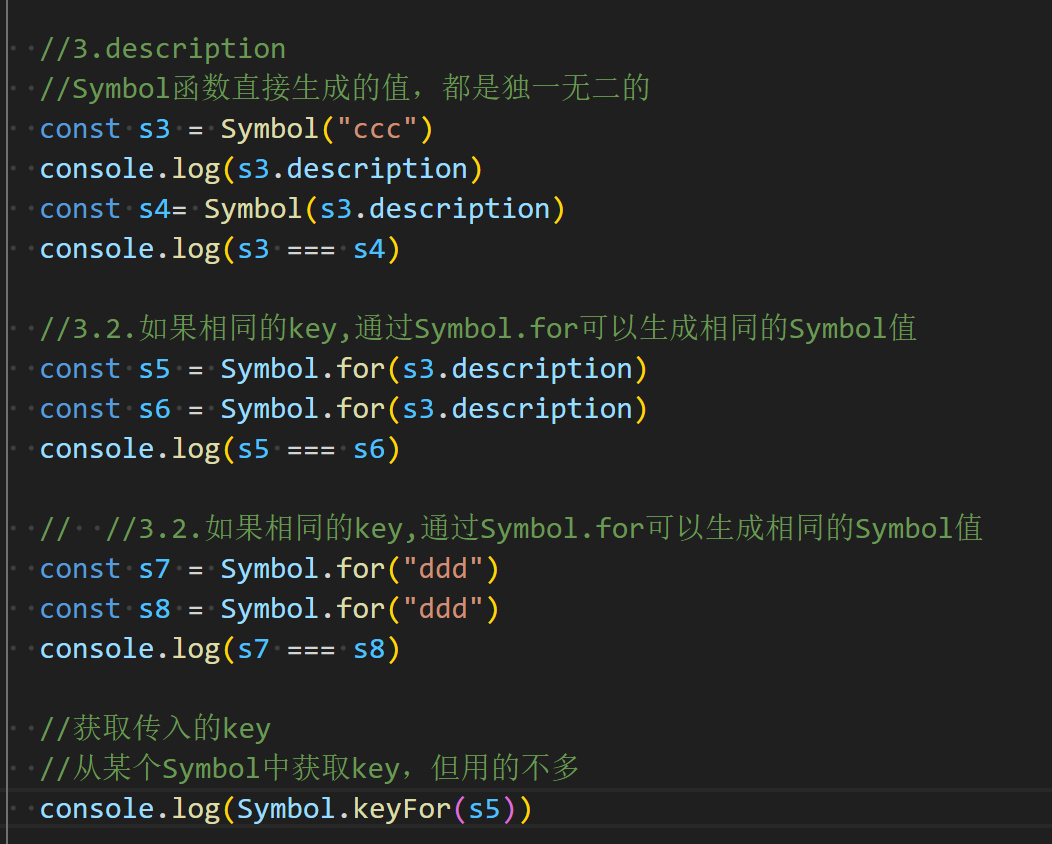 //3.description
//Symbol函数直接生成的值，都是独一无二的
const s3 = Symbol("ccc")
console.log(s3.description)
const s4= Symbol(s3.description)
console.log(s3 === s4)
//3.2.如果相同的key,通过Symbol.for可以生成相同的Symbol值
const s5 = Symbol.for(s3.description)
const s6 = Symbol.for(s3.description)
console.log(s5 === s6)
//  //3.2.如果相同的key,通过Symbol.for可以生成相同的Symbol值
const s7 = Symbol.for("ddd")
const s8 = Symbol.for("ddd")
console.log(s7 === s8)
//获取传入的key
//从某个Symbol中获取key，但用的不多
console.log(Symbol.keyFor(s5))